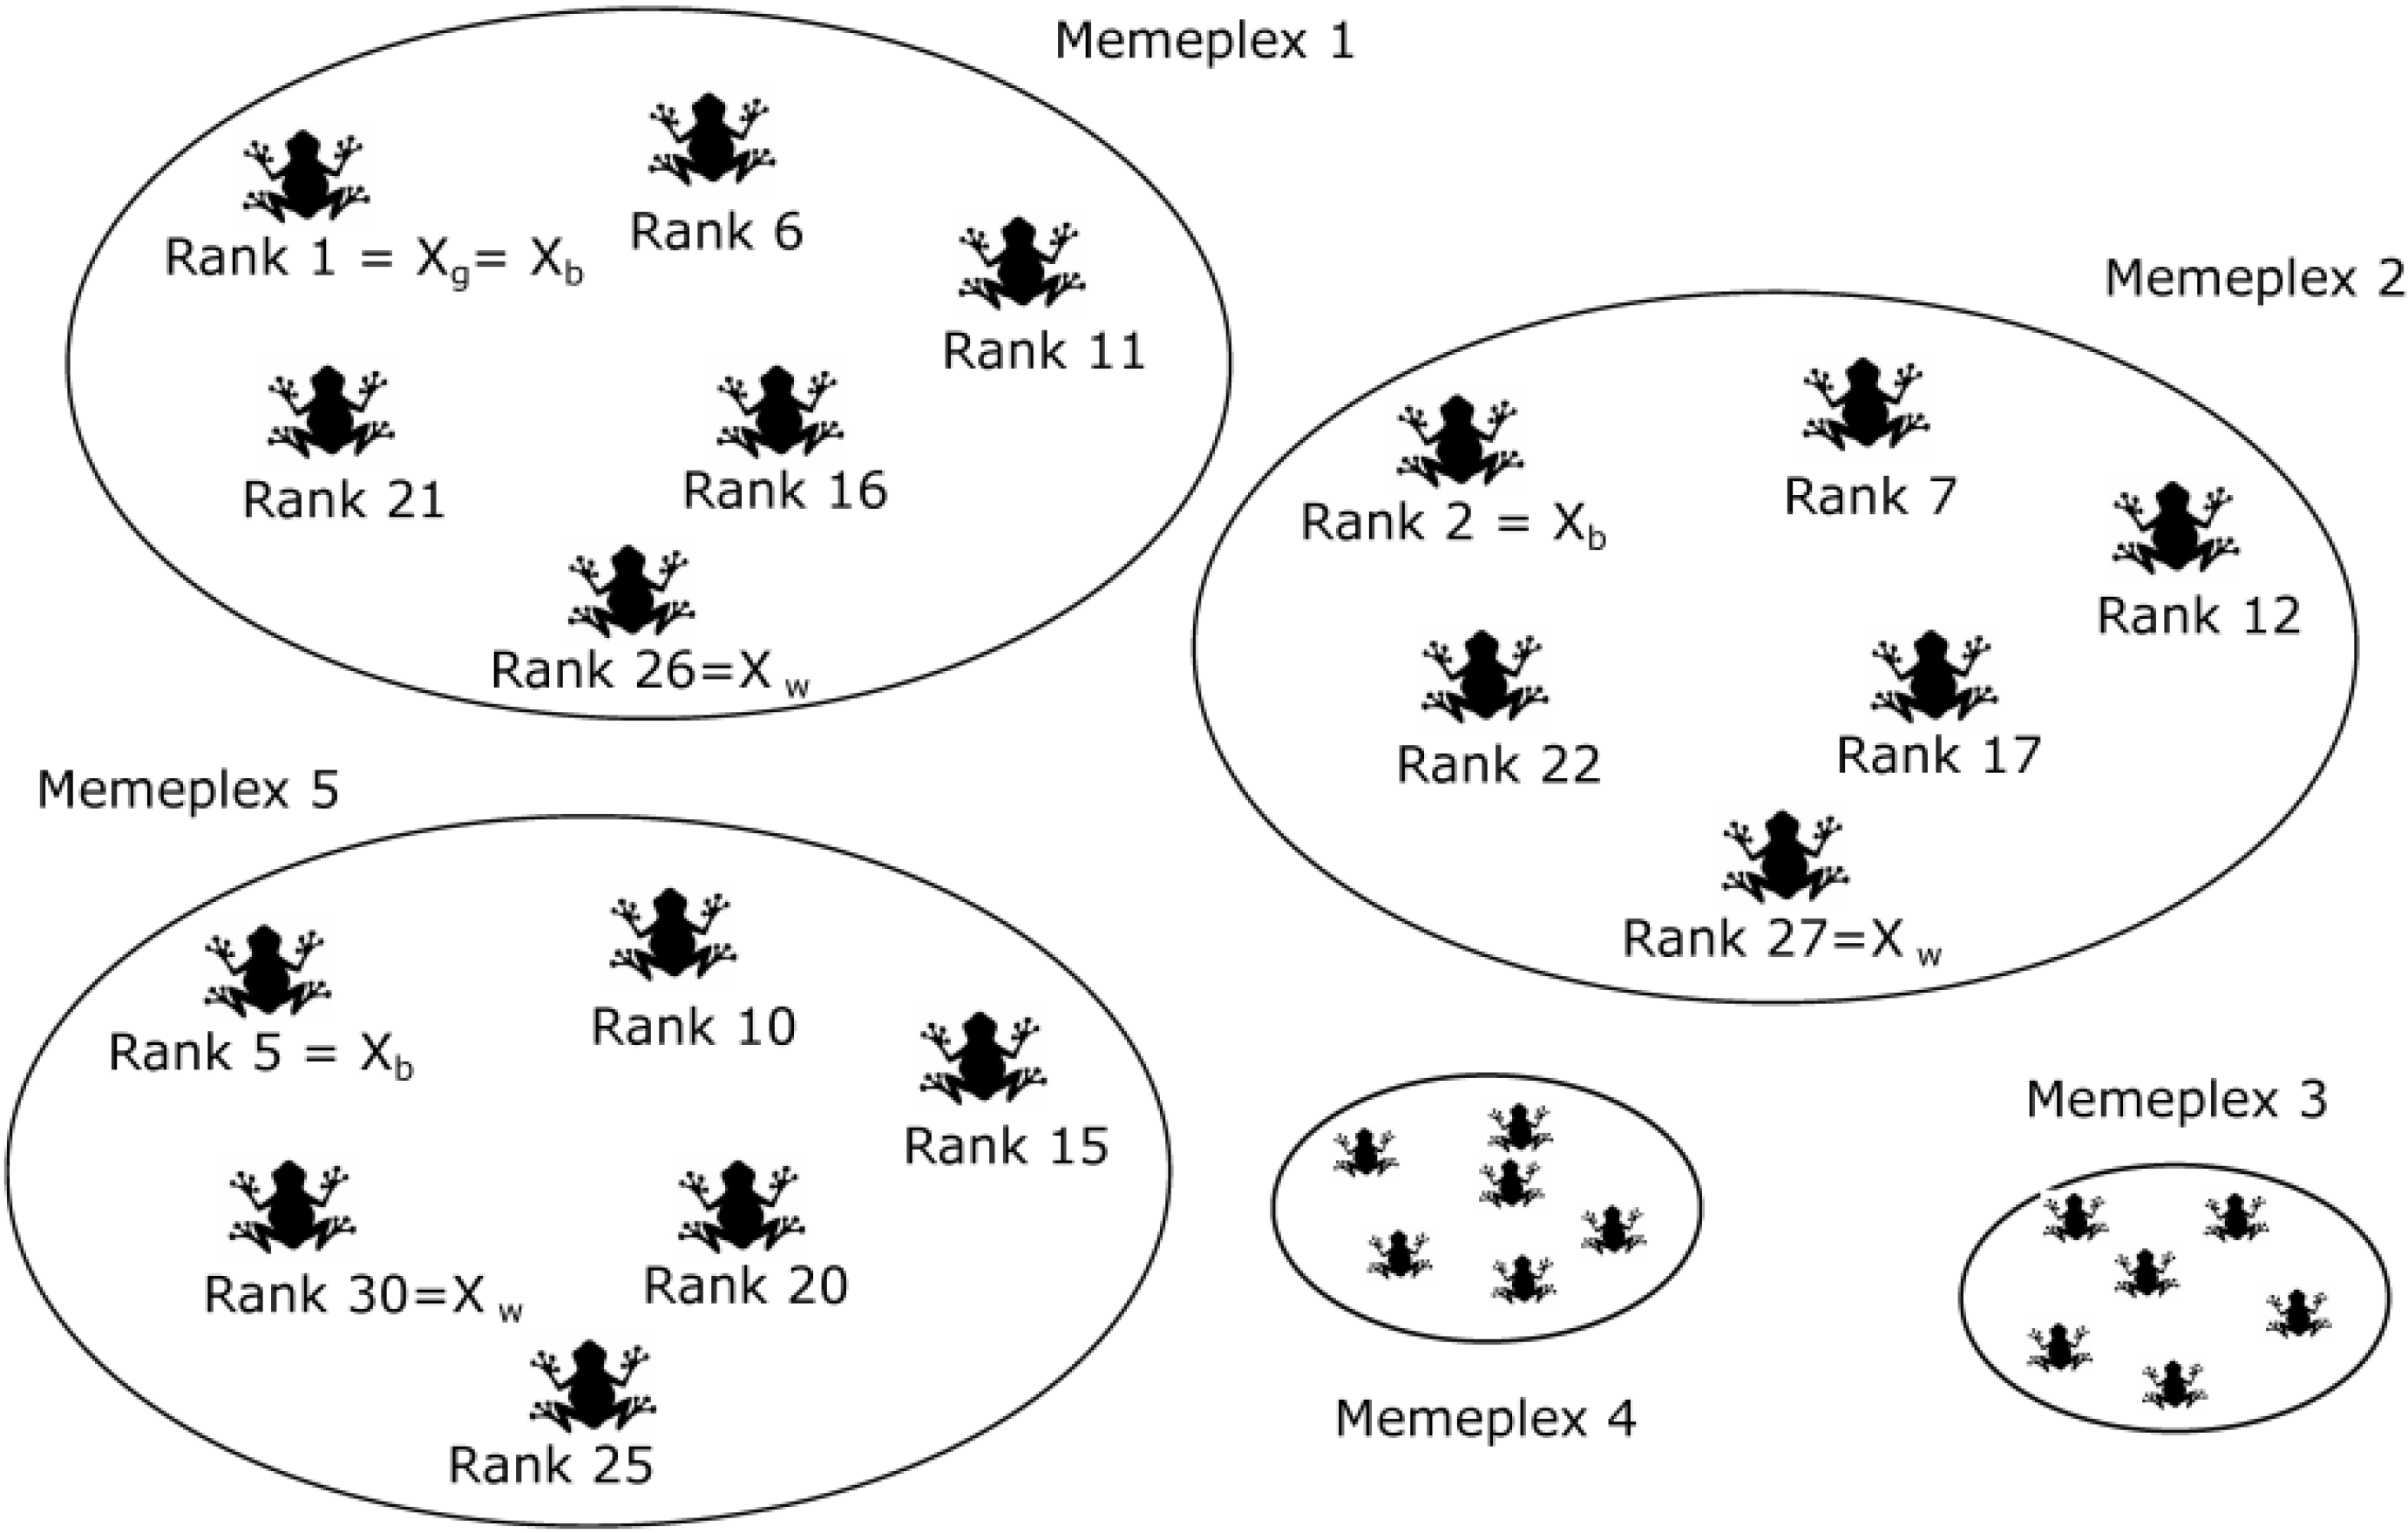 Memeplex 1
Rank 1 = Xg= Xb
Rank 6
Rank 11
Rank 21
Rank 16
Rank 26=X w
Memeplex 2
Rank 2 = Xb
Rank 7
Rank 12
Rank 22
Rank 17
Rank 27=X w
Memeplex 5
Rank 5 = Xb
Rank 10
Rank 15
Rank 30=X w
Rank 20
Rank 25
Memeplex 4
Memeplex 3